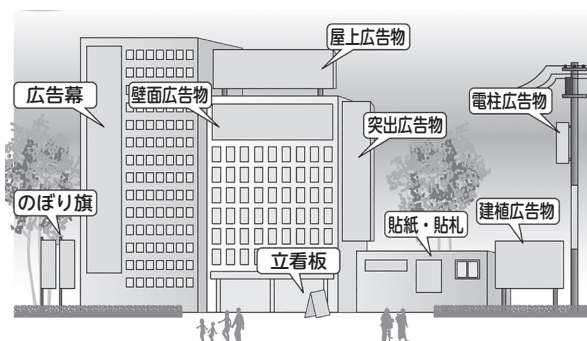 屋上広告物
広告幕
壁面広告物
電柱広告物
突出広告物
のぼり旗
貼紙・貼札
建植広告物
立看板